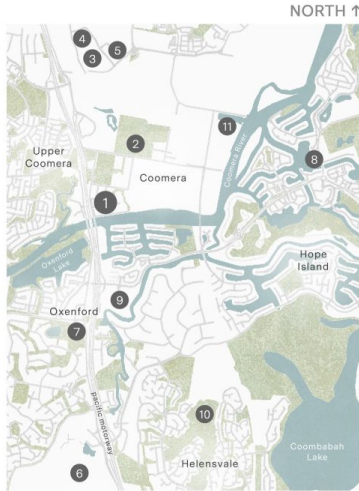 NORTH ↑
4
5
3
11
2
Coomera River
8
Upper
Coomera
Coomera
1
Oxenford
Lake
Hope
Island
9
Oxenford
7
pacific motorway
10
Coombabah
Lake
6
Helensvale